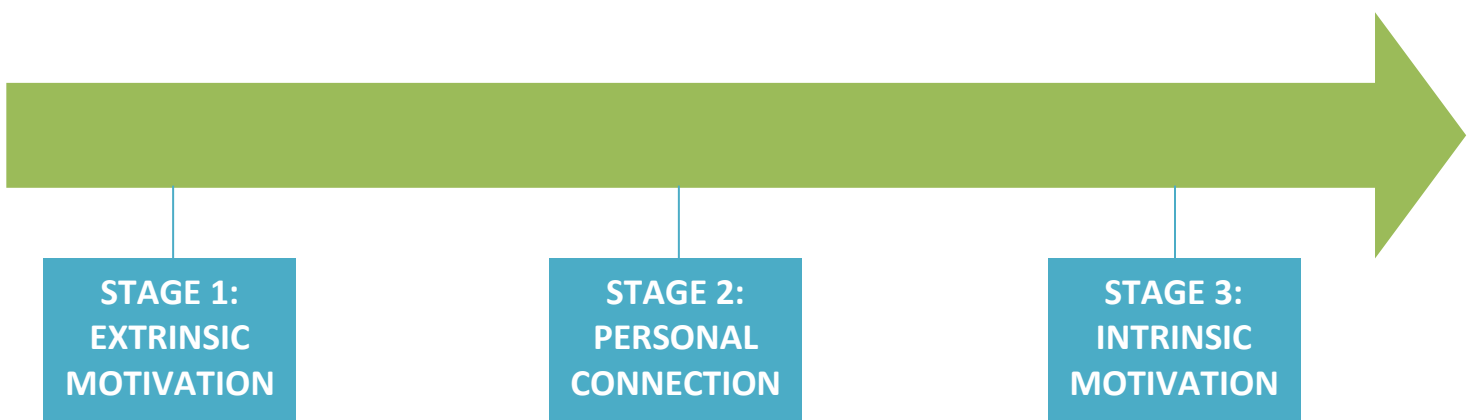 STAGE 1:
EXTRINSIC
MOTIVATION
STAGE 2:
PERSONAL
CONNECTION
STAGE 3:
INTRINSIC
MOTIVATION